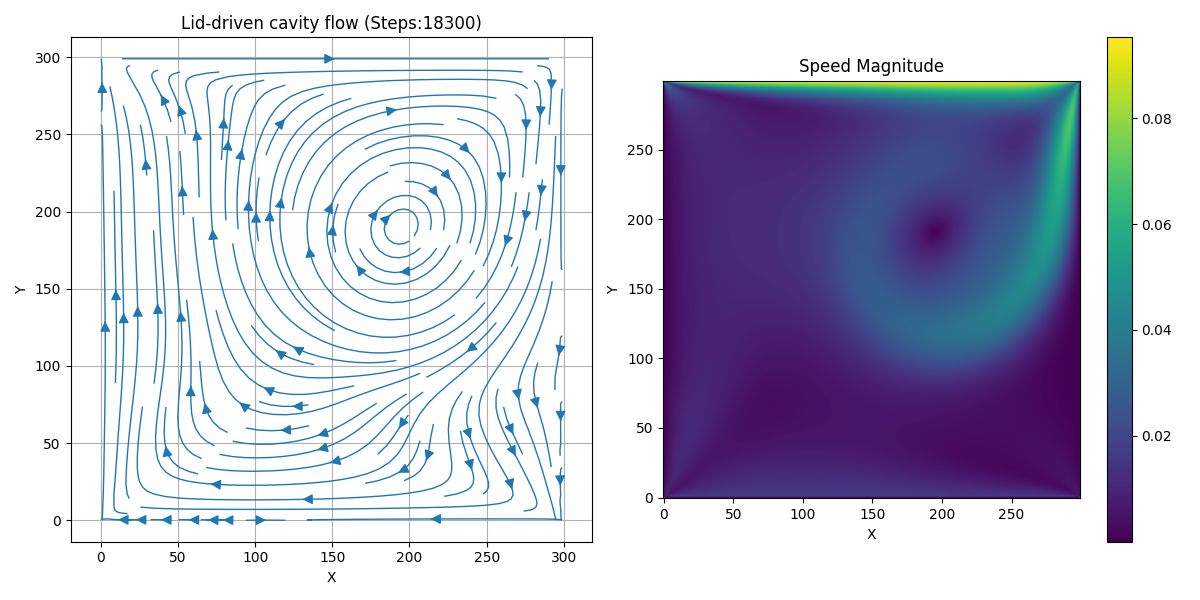 Lid-driven cavity flow (Steps:18300)
300
250
200
150
100
50
0
Y
0 50 100 150 200 250 300
X
Speed Magnitude
250
200
150
100
50
0
Y
0 50 100 150 200 250
X
0.08
0.06
0.04
0.02